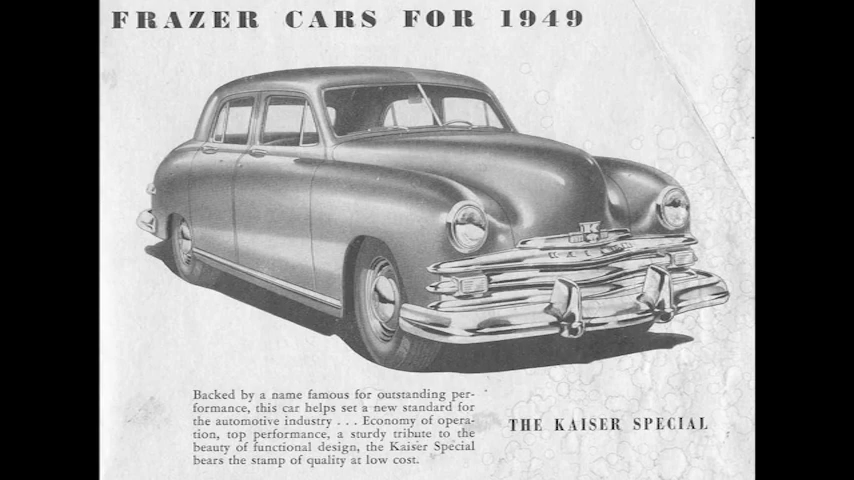 FRAZER CARS FOR 1949
Backed by a name famous for outstanding per-
formance, this car helps set a new standard for
the automotive industry . . . Economy of opera-
tion, top performance, a sturdy tribute to the
beauty of functional design, the Kaiser Special
bears the stamp of quality at low cost.
THE KAISER SPECIAL